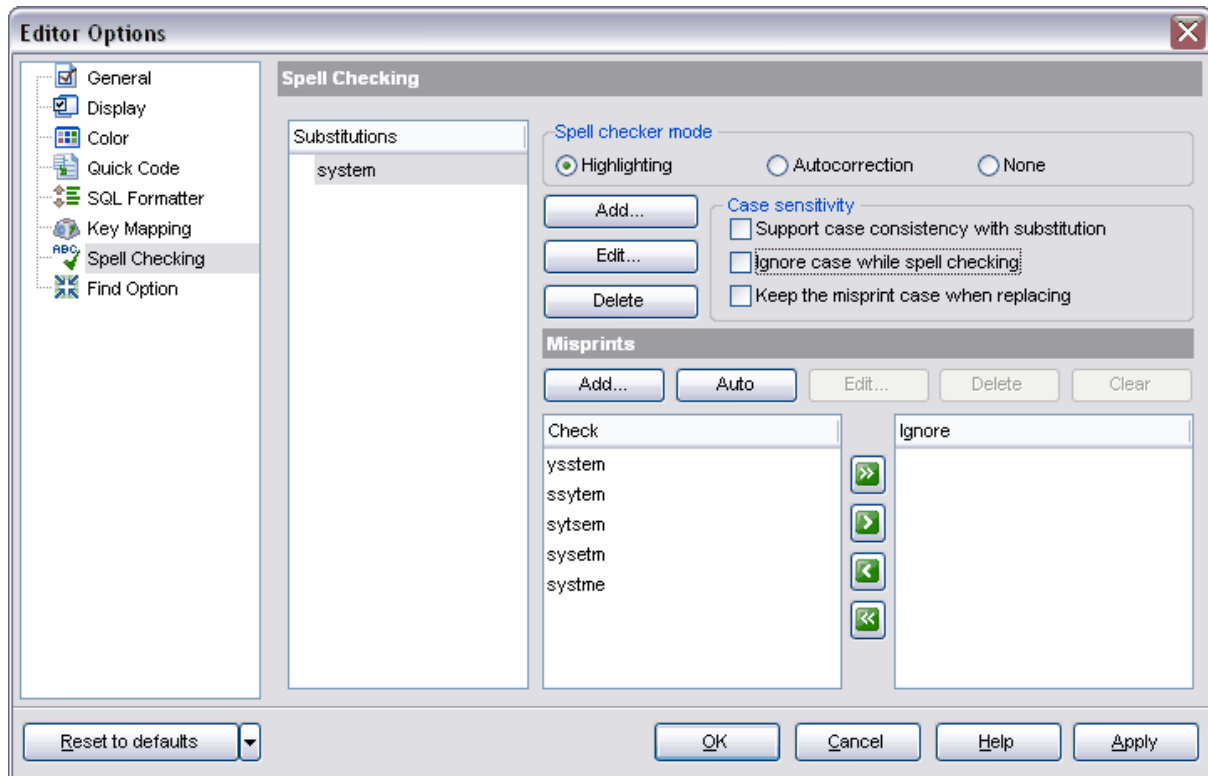 Editor Options
General
Display
Color
Quick Code
SQL Formatter
Key Mapping
ABC
Spell Checking
Find Option
Spell Checking
Substitutions
system
Spell checker mode
Highlighting Autocorrection None
Add...
Edit...
Delete
Case sensitivity
Support case consistency with substitution
Ignore case while spell checking
Keep the misprint case when replacing
Misprints
Add... Auto Edit... Delete Clear
Check
ysstem
ssytem
sytsem
sysetm
systme
Ignore
Reset to defaults OK Cancel Help Apply